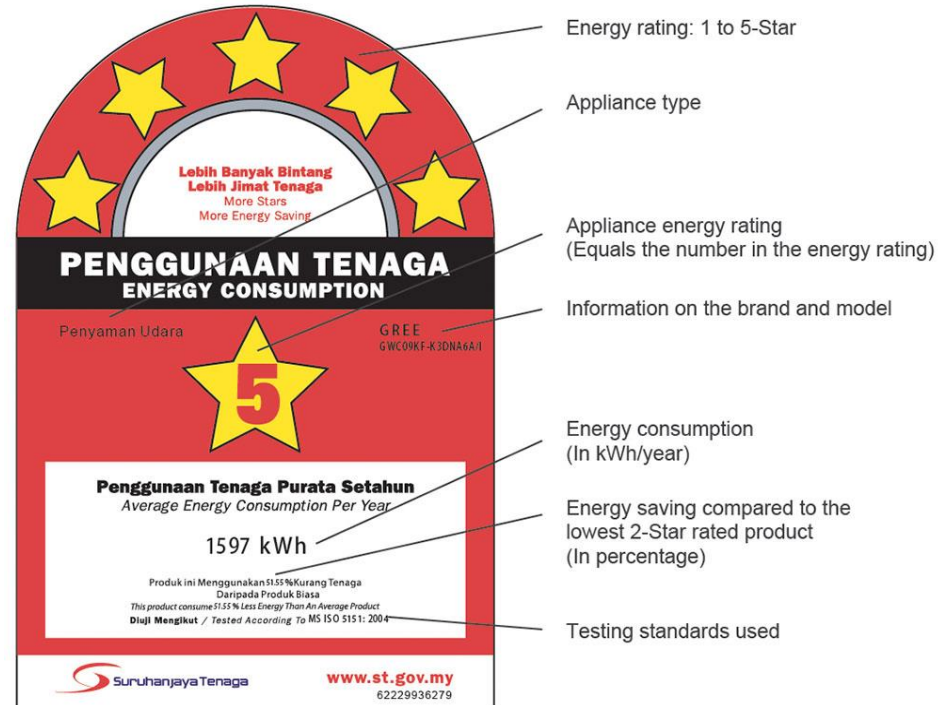 Energy rating: 1 to 5-Star
Appliance type
Lebih Banyak Bintang
Lebih Jimat Tenaga
More Stars
More Energy Saving
Appliance energy rating
(Equals the number in the energy rating)
PENGGUNAAN TENAGA
ENERGY CONSUMPTION
Information on the brand and model
Penyaman Udara
GREE
GWC09KF-K3DNA6A/I
5
Energy consumption
(In kWh/year)
Penggunaan Tenaga Purata Setahun
Average Energy Consumption Per Year
1597 kWh
Energy saving compared to the
lowest 2-Star rated product
(In percentage)
Produk ini Menggunakan 51.55 %Kurang Tenaga
Daripada Produk Biasa
This product consume 51.55 % Less Energy Than An Average Product
Diuji Mengikut / Tested According To MS ISO 5151: 2004
Testing standards used
Suruhanjaya Tenaga
www.st.gov.my
62229936279